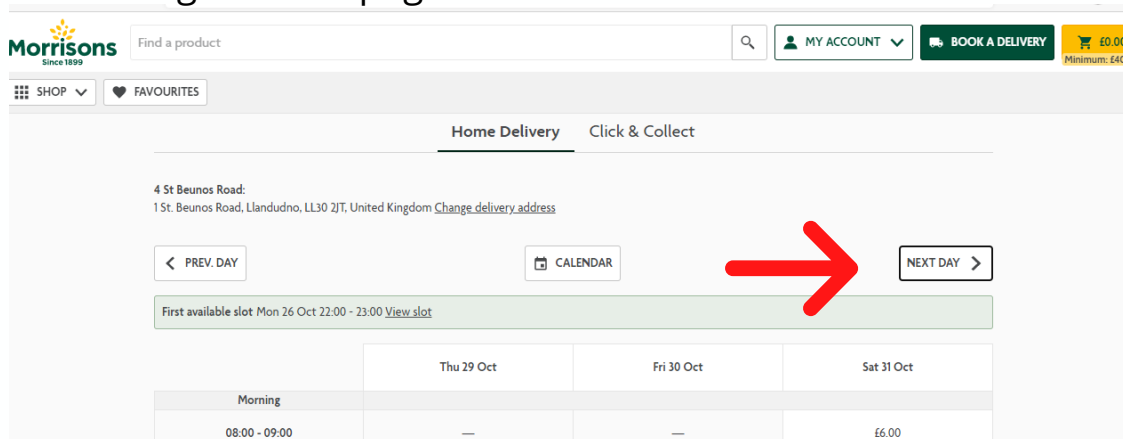 Morrisons
Since 1899
Find a product
MY ACCOUNT
BOOK A DELIVERY
£0.00
Minimum: £40
SHOP
FAVOURITES
Home Delivery Click & Collect
4 St Beunos Road:
1 St. Beunos Road, Llandudno, LL30 2JT, United Kingdom Change delivery address
PREV. DAY
CALENDAR
NEXT DAY
First available slot Mon 26 Oct 22:00 - 23:00 View slot
Thu 29 Oct Fri 30 Oct Sat 31 Oct
Morning
08:00 - 09:00 — — £6.00